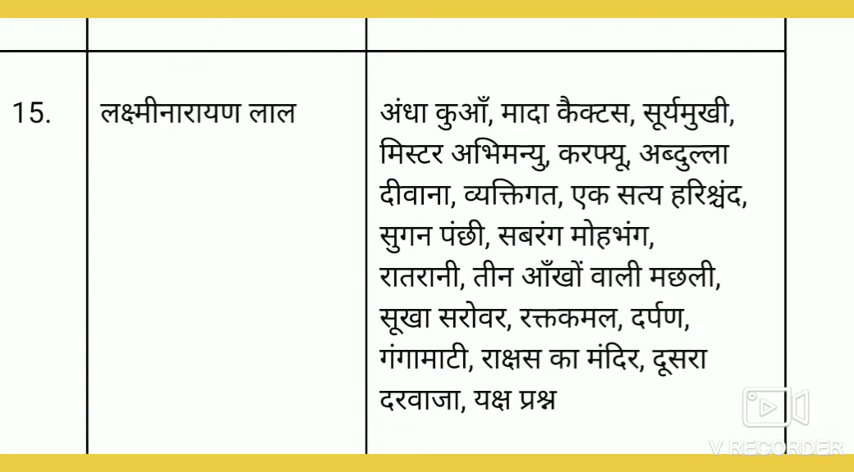 15. लक्ष्मीनारायण लाल अंधा कुआँ, मादा कैक्टस, सूर्यमुखी,
मिस्टर अभिमन्यु, करफ्यू, अब्दुल्ला
दीवाना, व्यक्तिगत, एक सत्य हरिश्चंद,
सुगन पंछी, सबरंग मोहभंग,
रातरानी, तीन आँखों वाली मछली,
सूखा सरोवर, रक्तकमल, दर्पण,
गंगामाटी, राक्षस का मंदिर, दूसरा
दरवाजा, यक्ष प्रश्न
V RECORDER